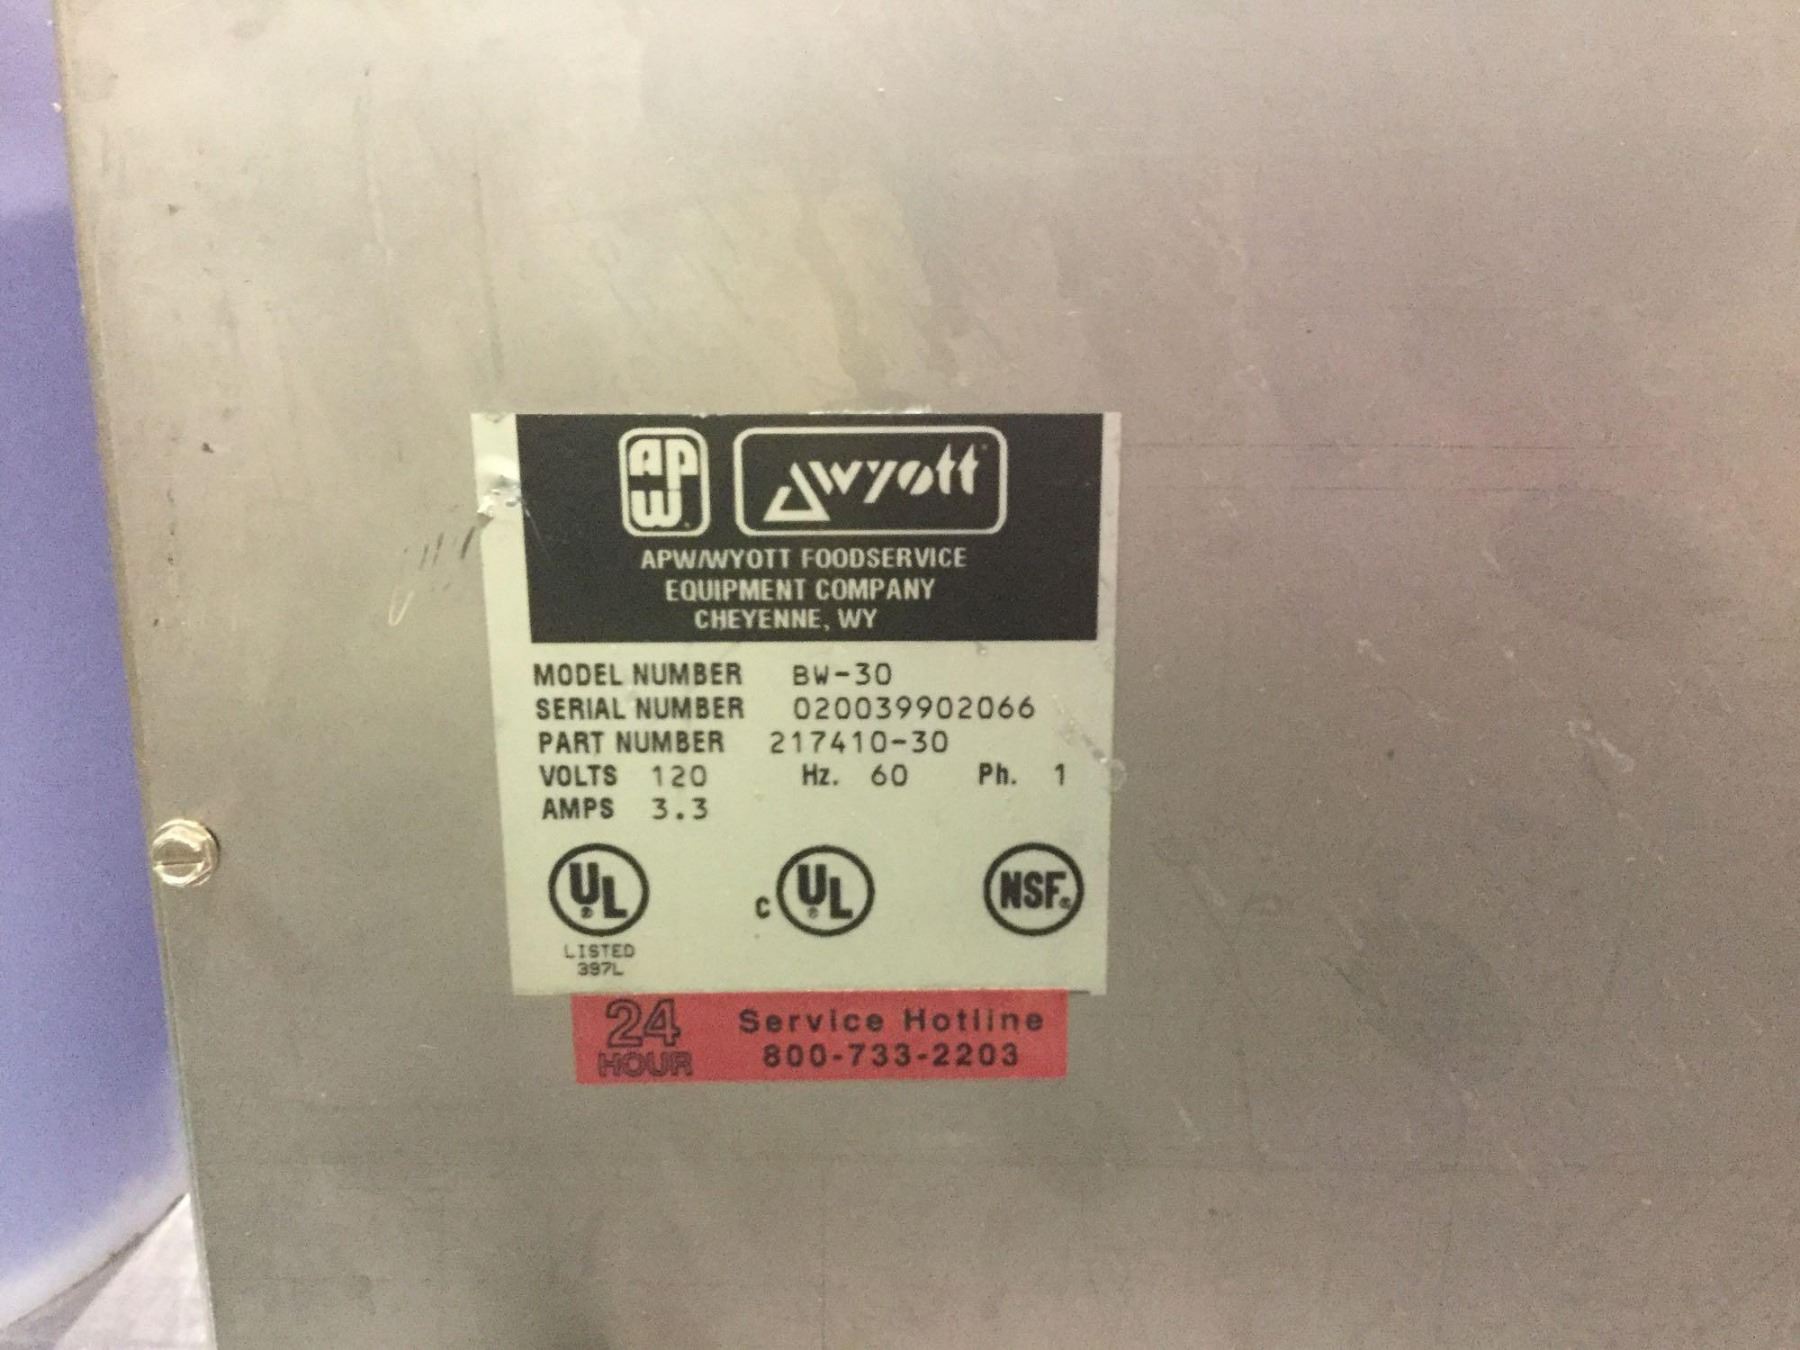 AP
W®
Wyott
APW/WYOTT FOODSERVICE
EQUIPMENT COMPANY
CHEYENNE, WY
MODEL NUMBER BW-30
SERIAL NUMBER 020039902066
PART NUMBER 217410-30
VOLTS 120 Hz. 60 Ph. 1
AMPS 3.3
UL® C UL® NSF®
LISTED
397L
24 HOUR
Service Hotline
800-733-2203